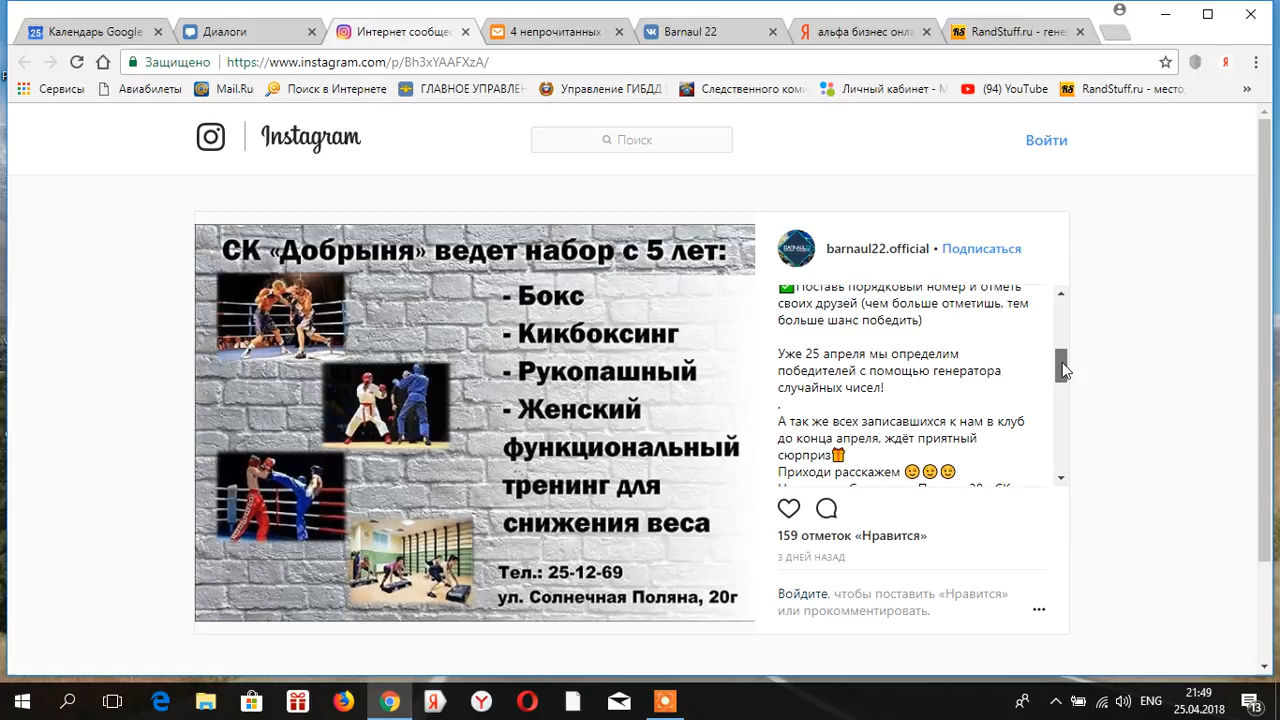 Календарь Google
Диалоги
Интернет сообщес
4 непрочитанных
Barnaul 22
альфа бизнес онла
RandStuff.ru - ген
Защищено
https://www.instagram.com/p/Bh3xYAAFXzA/
Сервисы
Авиабилеты
Mail.Ru
Поиск в Интернете
ГЛАВНОЕ УПРАВЛЕН
Управление ГИБДД
Следственного коми
Личный кабинет - М
(94) YouTube
RandStuff.ru - место
»
Instagram
Поиск
Войти
СК «Добрыня» ведет набор с 5 лет:
- Бокс
- Кикбоксинг
- Рукопашный
- Женский
функциональный
тренинг для
снижения веса
Тел.: 25-12-69
ул. Солнечная Поляна, 20г
barnaul22.official • Подписаться
✅Поставь порядковый номер и отметь
своих друзей (чем больше отметишь, тем
больше шанс победить)
Уже 25 апреля мы определим
победителей с помощью генератора
случайных чисел!
.
А так же всех записавшихся к нам в клуб
до конца апреля, ждёт приятный
сюрприз🎁
Приходи расскажем 😉😉😉
159 отметок «Нравится»
3 ДНЕЙ НАЗАД
Войдите, чтобы поставить «Нравится»
или прокомментировать.
ENG
21:49
25.04.2018
13